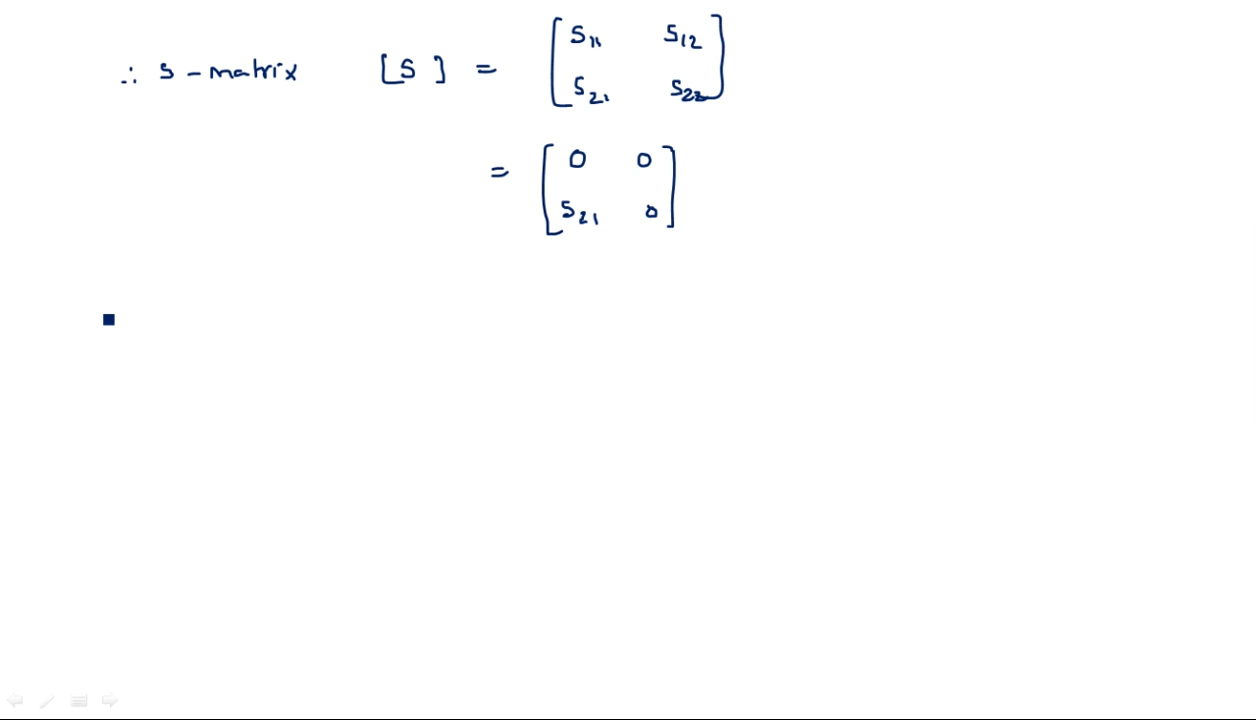 ∴ S - matrix [S] = [S11 S12
S21 S22]
= [0 0
S21 0]